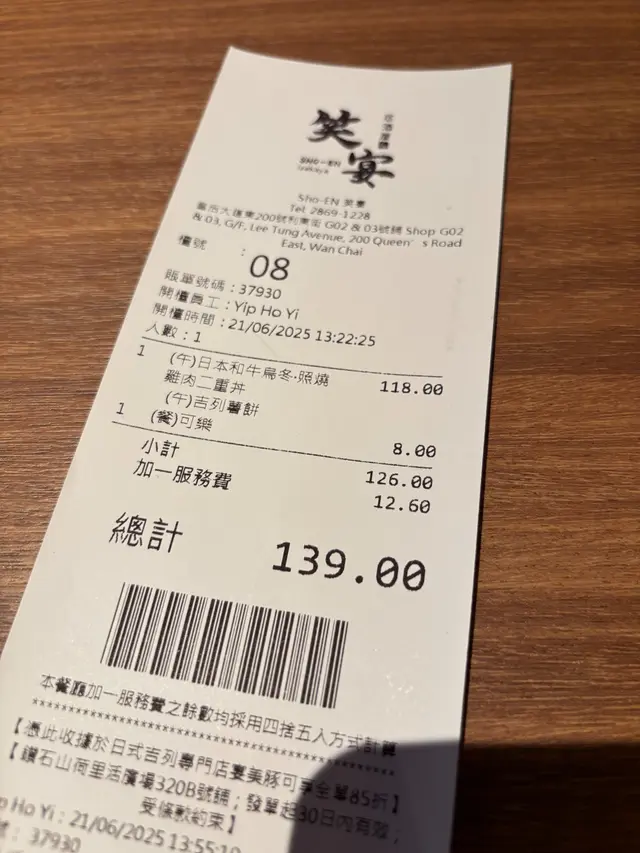 笑宴
居酒屋
SHO-EN
Izakaya
Sho-EN 笑宴
Tel: 2869-1228
皇后大道東200號利東街 G02 & 03號舖 Shop G02
& 03, G/F, Lee Tung Avenue, 200 Queen's Road
East, Wan Chai
檯號 : 08
賬單號碼 : 37930
開檯員工 : Yip Ho Yi
開檯時間 : 21/06/2025 13:22:25
人數 : 1
1 (午)日本和牛烏冬‧照燒 118.00
雞肉二重丼
(午)吉列薯餅
1 (餐)可樂 8.00
小計 126.00
加一服務費 12.60
總計 139.00
本餐廳加一服務費之餘數均採用四捨五入方式計算
【憑此收據於日式吉列專門店宴美豚可享全單85折】
【鑽石山荷里活廣場320B號舖；發單起30日內有效；
受條款約束】
p Ho Yi : 21/06/2025 13:55:19
: 37930